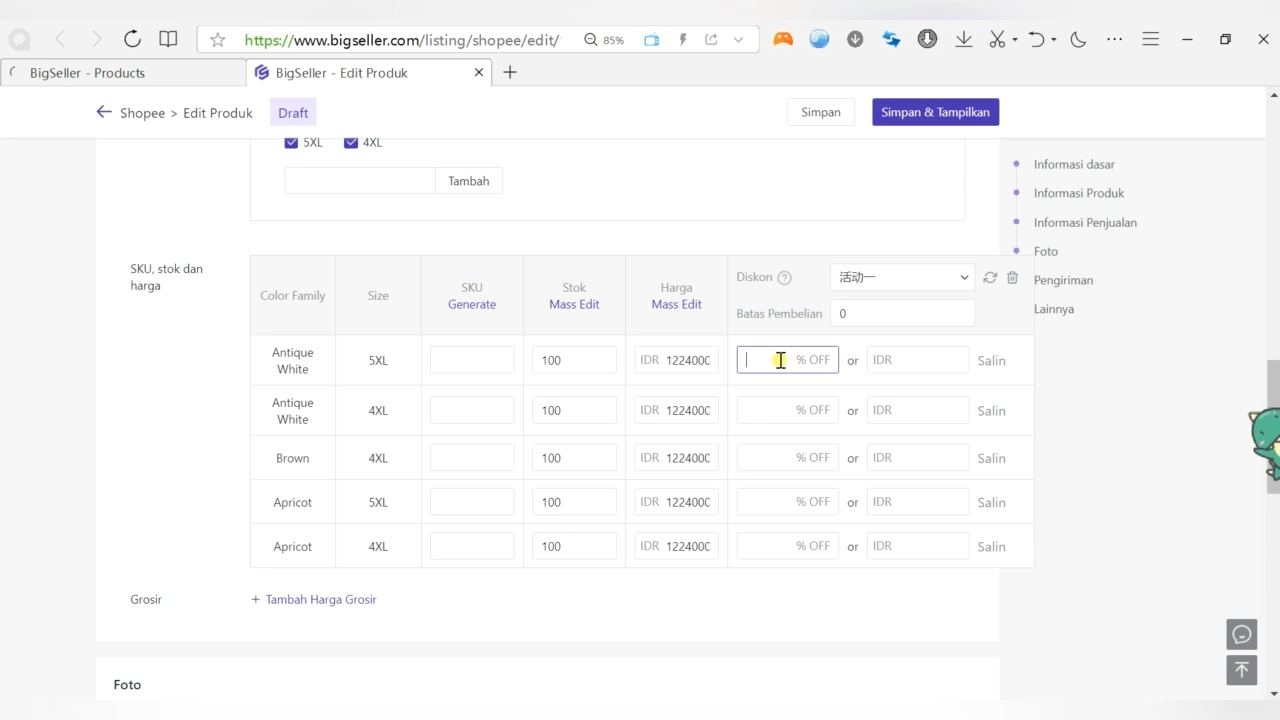 https://www.bigseller.com/listing/shopee/edit/
85%
BigSeller - Products
BigSeller - Edit Produk
Shopee > Edit Produk
Draft
Simpan
Simpan & Tampilkan
5XL
4XL
Tambah
Informasi dasar
Informasi Produk
Informasi Penjualan
Foto
Pengiriman
Lainnya
SKU, stok dan
harga
Color Family
Size
SKU
Generate
Stok
Mass Edit
Harga
Mass Edit
Diskon
活动一
Batas Pembelian
0
Antique
White
5XL
100
IDR 122400
% OFF
or
IDR
Salin
Antique
White
4XL
100
IDR 122400
% OFF
or
IDR
Salin
Brown
4XL
100
IDR 122400
% OFF
or
IDR
Salin
Apricot
5XL
100
IDR 122400
% OFF
or
IDR
Salin
Apricot
4XL
100
IDR 122400
% OFF
or
IDR
Salin
Grosir
+ Tambah Harga Grosir
Foto